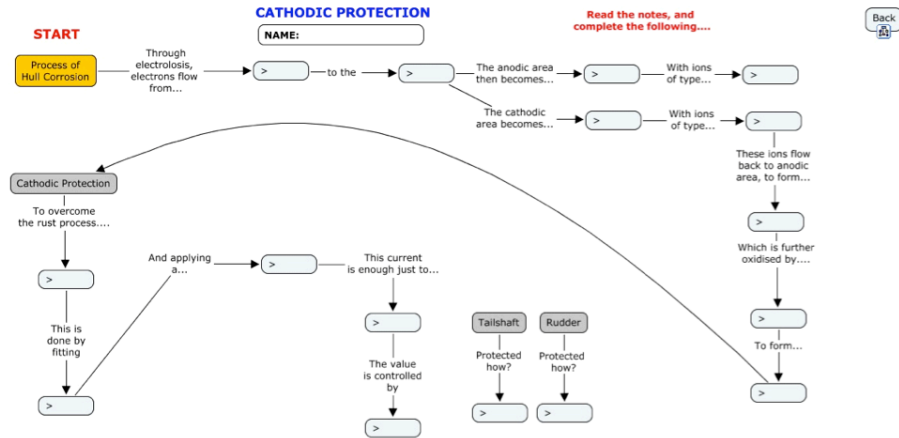 CATHODIC PROTECTION
Read the notes, and
complete the following....
Back
START
NAME:
Process of
Hull Corrosion
Through
electrolosis,
electrons flow
from...
>
to the
>
The anodic area
then becomes...
>
With ions
of type...
>
The cathodic
area becomes...
>
With ions
of type...
>
These ions flow
back to anodic
area, to form...
>
Which is further
oxidised by....
>
To form...
>
Cathodic Protection
To overcome
the rust process....
>
This is
done by
fitting
>
And applying
a...
>
This current
is enough just to...
>
The value
is controlled
by
>
Tailshaft
Protected
how?
>
Rudder
Protected
how?
>